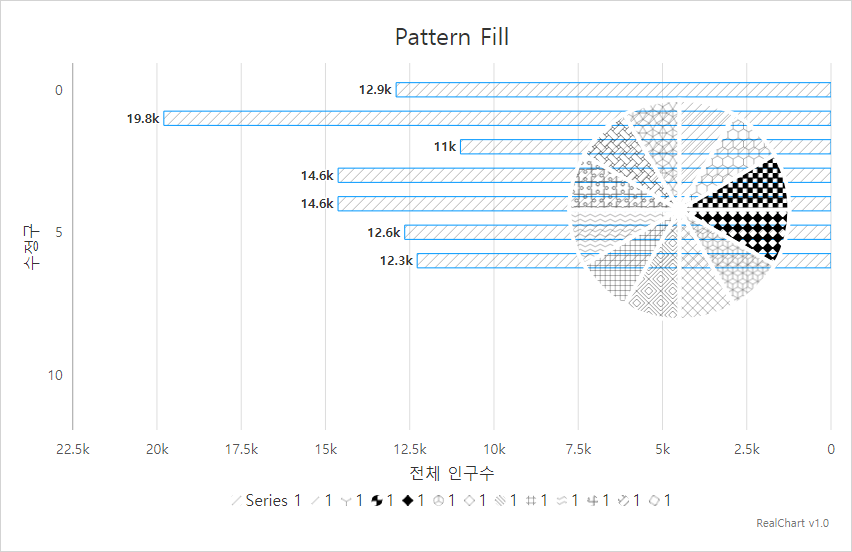 Pattern Fill
0
12.9k
19.8k
11k
14.6k
14.6k
5
12.6k
수정구
12.3k
10
22.5k 20k 17.5k 15k 12.5k 10k 7.5k 5k 2.5k 0
전체 인구수
Series 1 1 1 1 1 1 1 1 1 1 1 1 1
RealChart v1.0